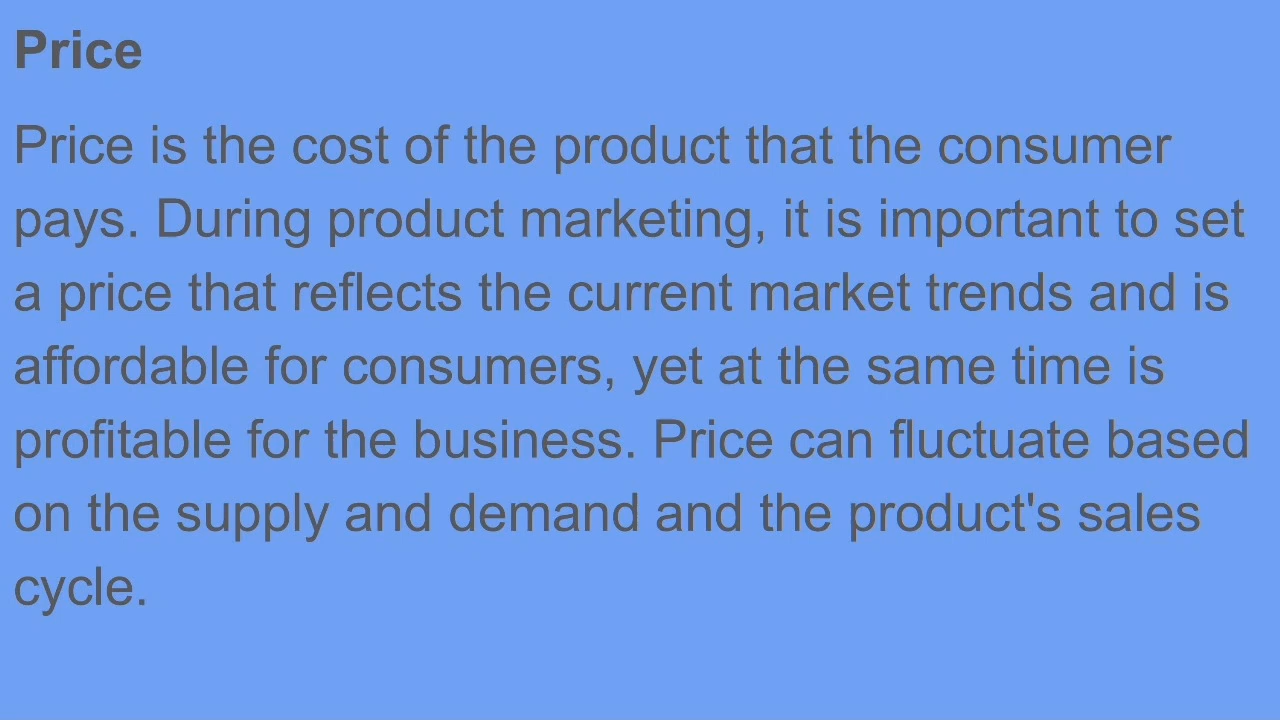 Price
Price is the cost of the product that the consumer
pays. During product marketing, it is important to set
a price that reflects the current market trends and is
affordable for consumers, yet at the same time is
profitable for the business. Price can fluctuate based
on the supply and demand and the product's sales
cycle.